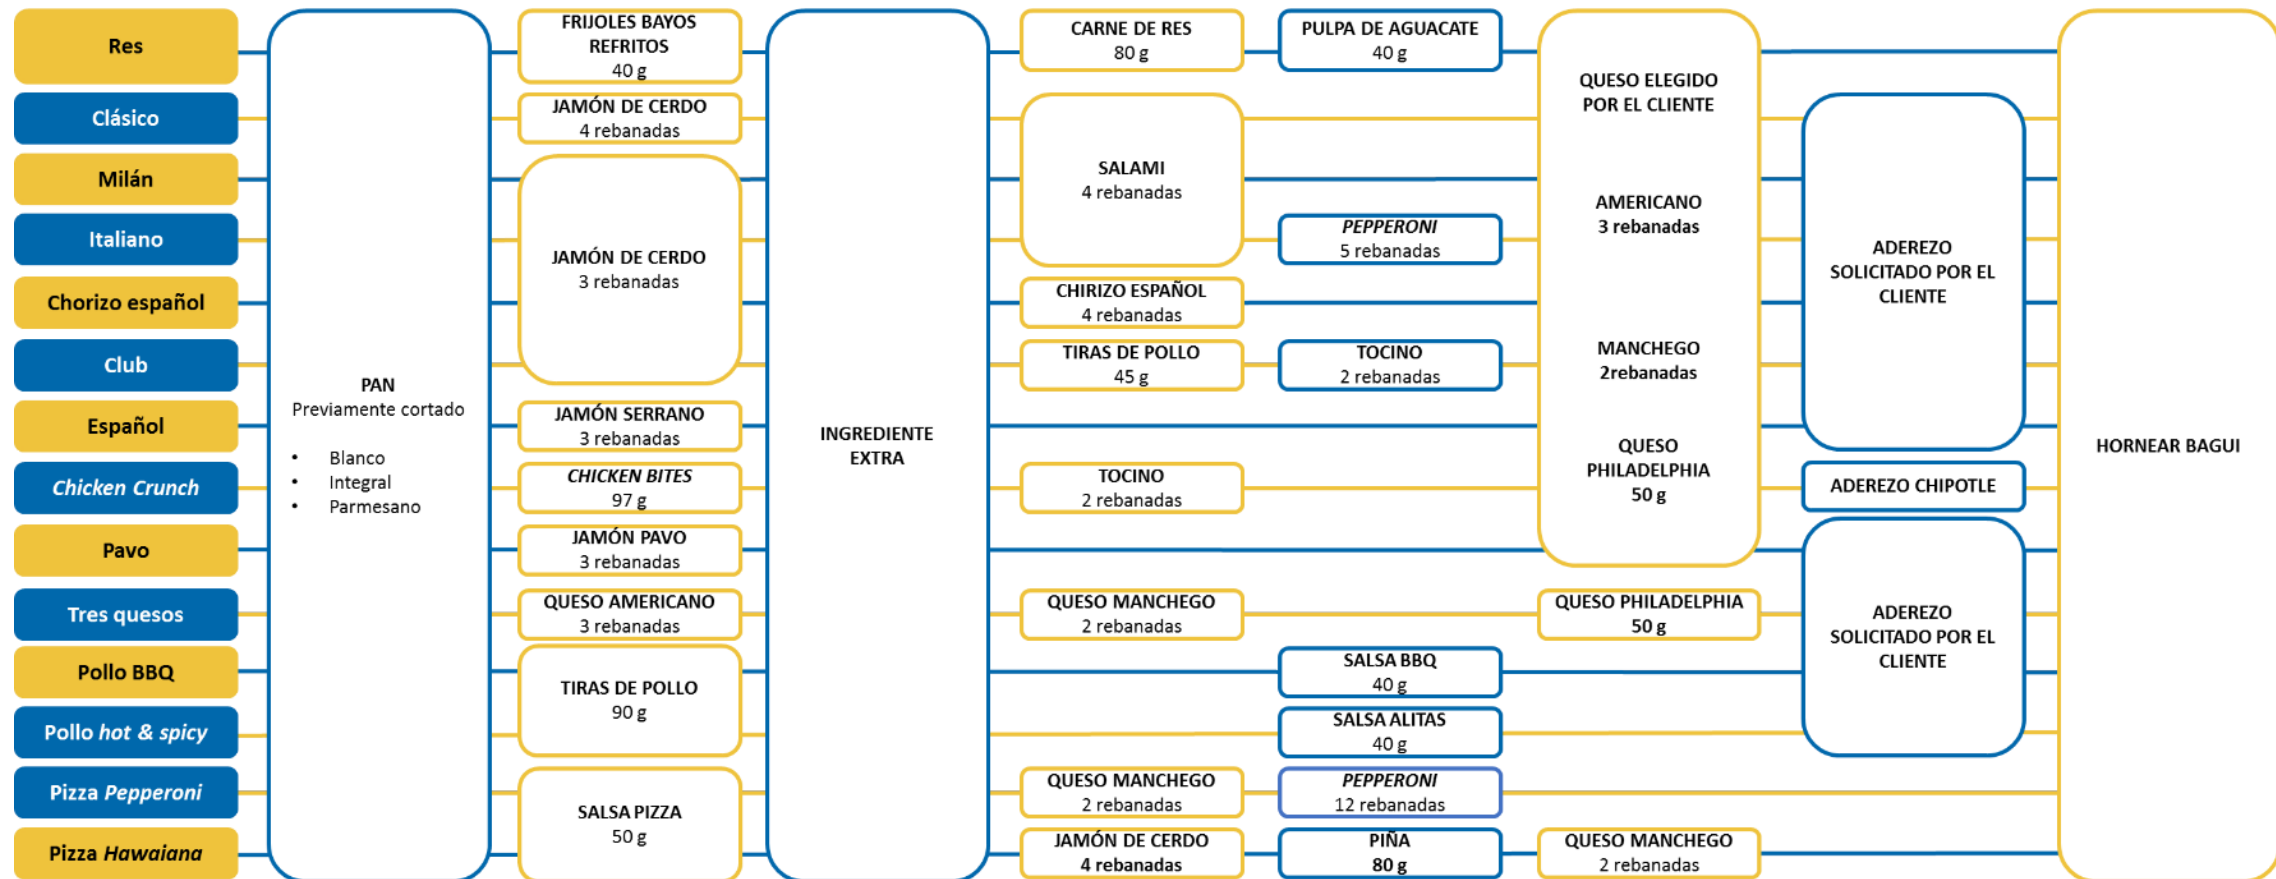 Res
Clásico
Milán
Italiano
Chorizo español
Club
Español
Chicken Crunch
Pavo
Tres quesos
Pollo BBQ
Pollo hot & spicy
Pizza Pepperoni
Pizza Hawaiana
PAN
Previamente cortado
• Blanco
• Integral
• Parmesano
FRIJOLES BAYOS
REFRITOS
40 g
JAMÓN DE CERDO
4 rebanadas
JAMÓN DE CERDO
3 rebanadas
JAMÓN SERRANO
3 rebanadas
CHICKEN BITES
97 g
JAMÓN PAVO
3 rebanadas
QUESO AMERICANO
3 rebanadas
TIRAS DE POLLO
90 g
SALSA PIZZA
50 g
INGREDIENTE
EXTRA
CARNE DE RES
80 g
SALAMI
4 rebanadas
CHIRIZO ESPAÑOL
4 rebanadas
TIRAS DE POLLO
45 g
TOCINO
2 rebanadas
QUESO MANCHEGO
2 rebanadas
QUESO MANCHEGO
2 rebanadas
JAMÓN DE CERDO
4 rebanadas
PULPA DE AGUACATE
40 g
PEPPERONI
5 rebanadas
TOCINO
2 rebanadas
SALSA BBQ
40 g
SALSA ALITAS
40 g
PEPPERONI
12 rebanadas
PIÑA
80 g
QUESO ELEGIDO
POR EL CLIENTE
AMERICANO
3 rebanadas
MANCHEGO
2rebanadas
QUESO
PHILADELPHIA
50 g
QUESO PHILADELPHIA
50 g
QUESO MANCHEGO
2 rebanadas
ADEREZO
SOLICITADO POR EL
CLIENTE
ADEREZO CHIPOTLE
ADEREZO
SOLICITADO POR EL
CLIENTE
HORNEAR BAGUI